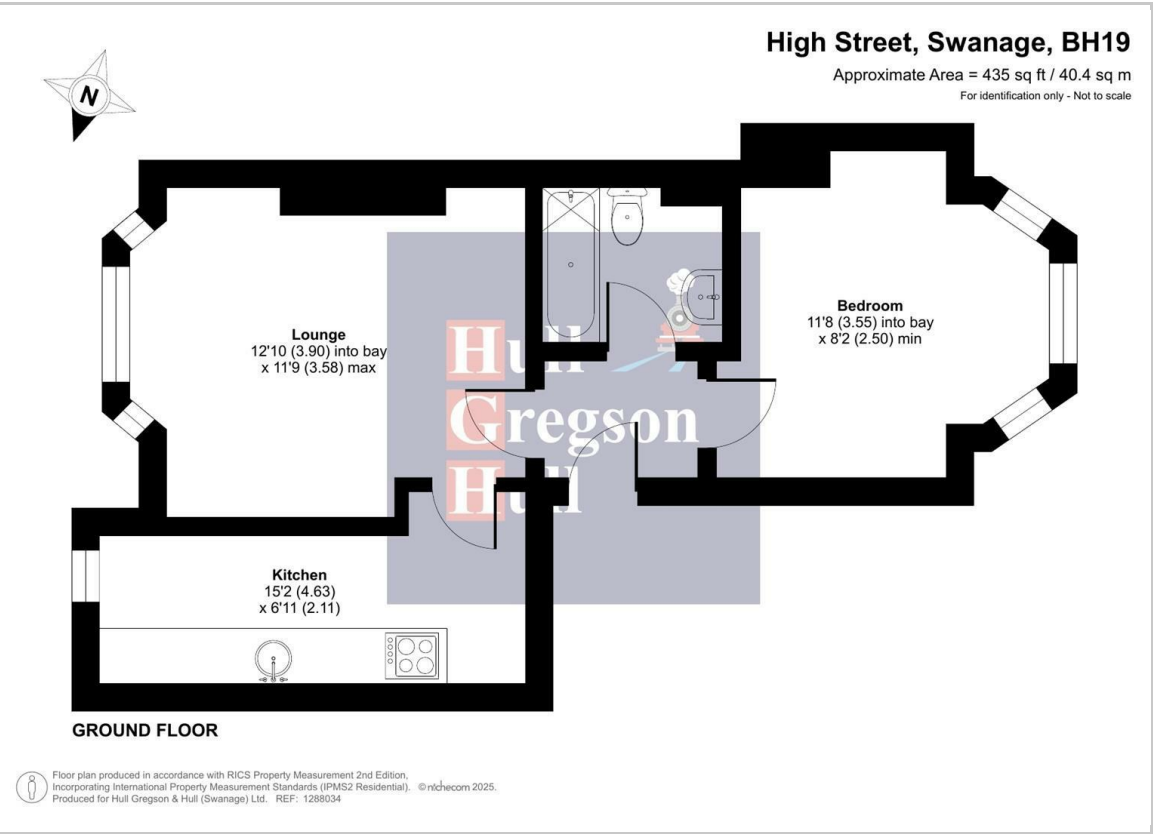 High Street, Swanage, BH19
Approximate Area = 435 sq ft / 40.4 sq m
For identification only - Not to scale
N
Lounge
12'10 (3.90) into bay
x 11'9 (3.58) max
Bedroom
11'8 (3.55) into bay
x 8'2 (2.50) min
Hull
Gregson
Hull
Kitchen
15'2 (4.63)
x 6'11 (2.11)
GROUND FLOOR
Floor plan produced in accordance with RICS Property Measurement 2nd Edition,
Incorporating International Property Measurement Standards (IPMS2 Residential). © nichecom 2025.
Produced for Hull Gregson & Hull (Swanage) Ltd. REF: 1288034